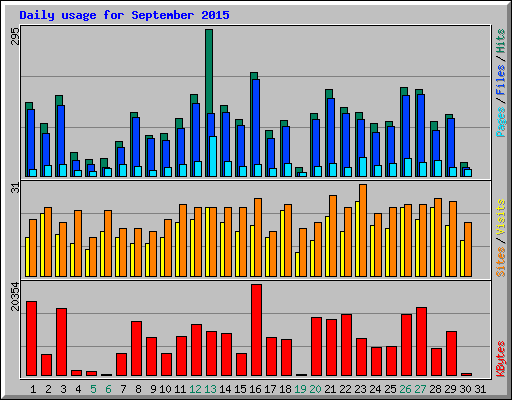 Daily usage for September 2015
295
Pages / Files / Hits
31
Sites / Visits
20354
KBytes
1 2 3 4 5 6 7 8 9 10 11 12 13 14 15 16 17 18 19 20 21 22 23 24 25 26 27 28 29 30 31